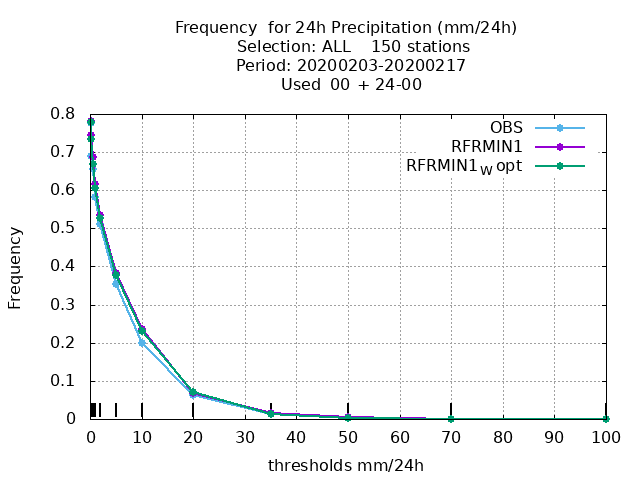 Frequency  for 24h Precipitation (mm/24h)
Selection: ALL    150 stations
Period: 20200203-20200217
Used  00 + 24-00
OBS
RFRMIN1
RFRMIN1W opt
0.8
0.7
0.6
0.5
0.4
0.3
0.2
0.1
0
Frequency
0 10 20 30 40 50 60 70 80 90 100
thresholds mm/24h